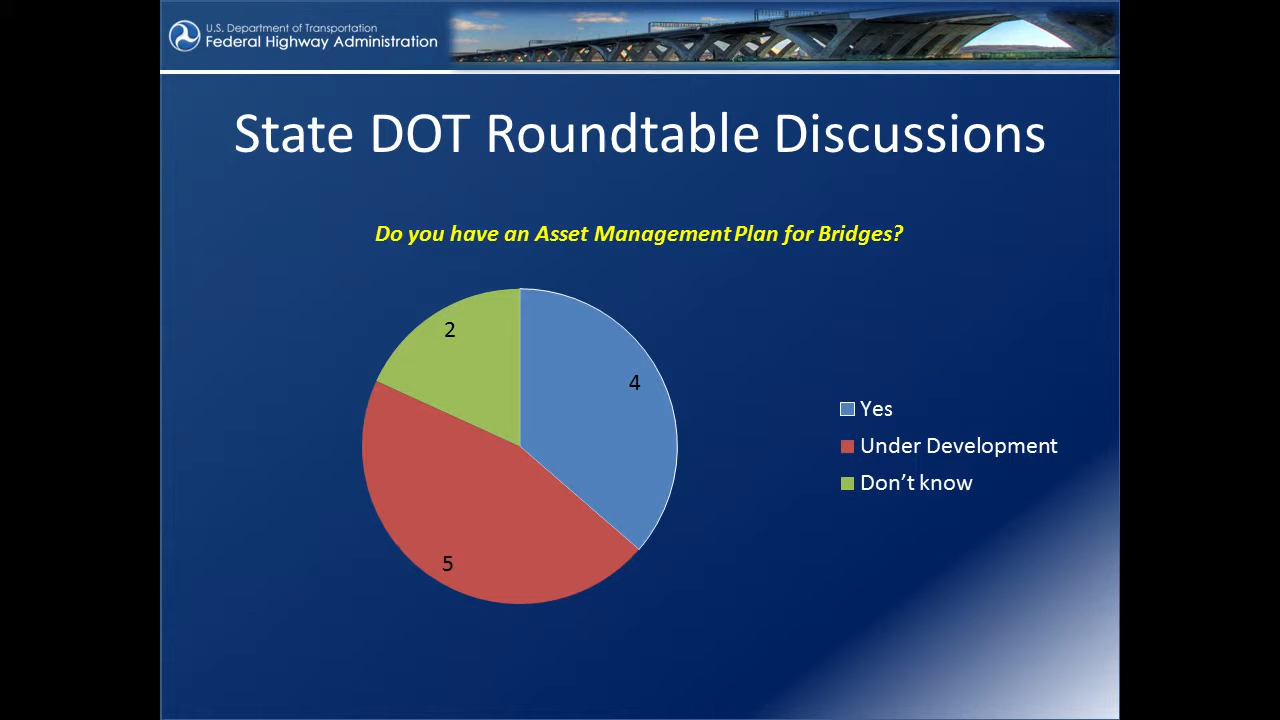 U.S. Department of Transportation
Federal Highway Administration
State DOT Roundtable Discussions
Do you have an Asset Management Plan for Bridges?
2
4
5
Yes
Under Development
Don’t know